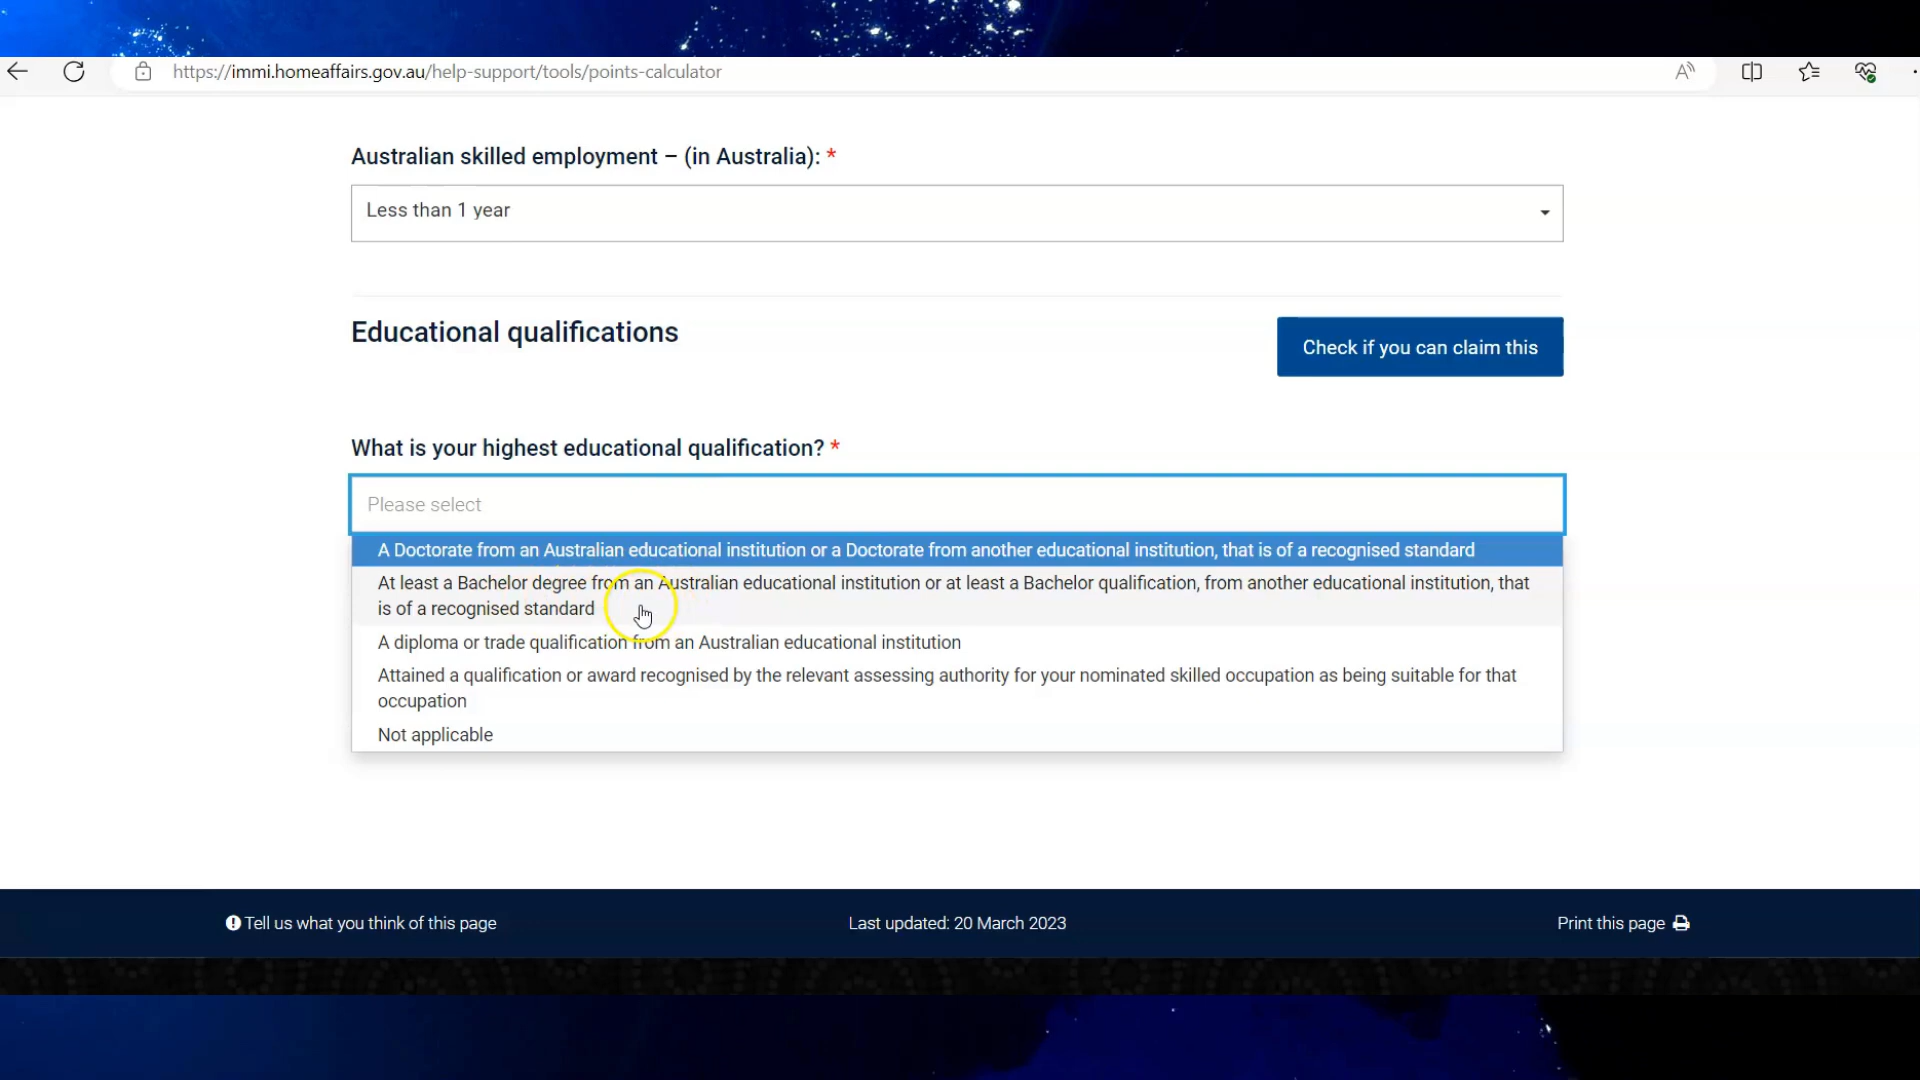 https://immi.homeaffairs.gov.au/help-support/tools/points-calculator
Australian skilled employment – (in Australia): *
Less than 1 year
Educational qualifications
Check if you can claim this
What is your highest educational qualification? *
Please select
A Doctorate from an Australian educational institution or a Doctorate from another educational institution, that is of a recognised standard
At least a Bachelor degree from an Australian educational institution or at least a Bachelor qualification, from another educational institution, that
is of a recognised standard
A diploma or trade qualification from an Australian educational institution
Attained a qualification or award recognised by the relevant assessing authority for your nominated skilled occupation as being suitable for that
occupation
Not applicable
Tell us what you think of this page
Last updated: 20 March 2023
Print this page